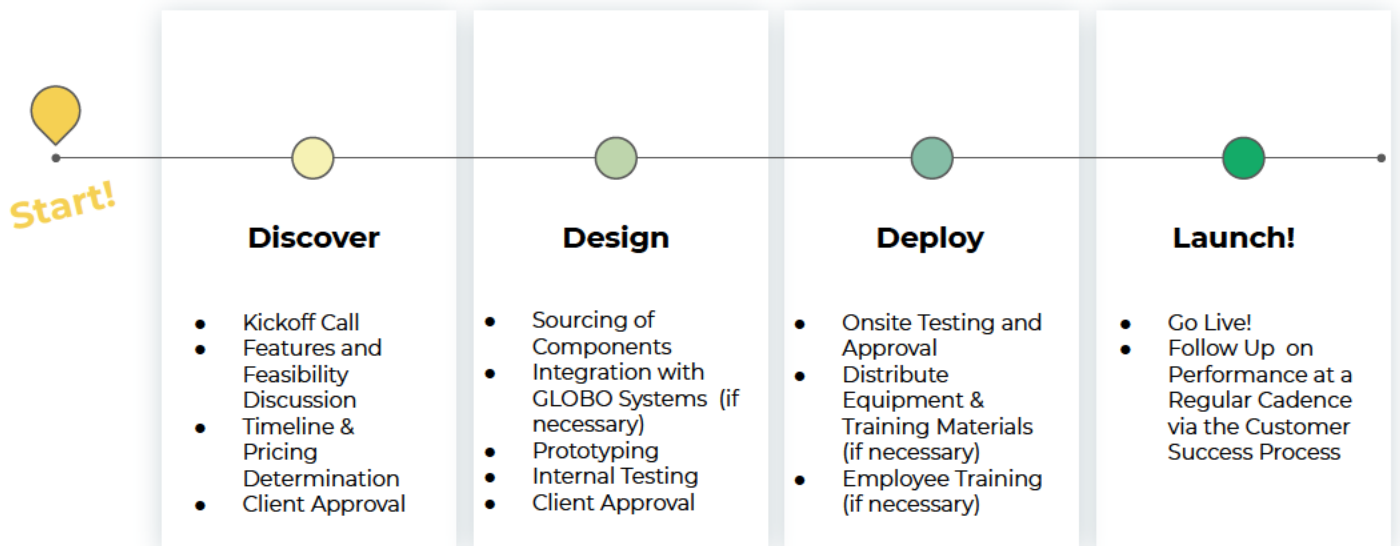 Start!
Discover
● Kickoff Call
● Features and
Feasibility
Discussion
● Timeline &
Pricing
Determination
● Client Approval
Design
● Sourcing of
Components
● Integration with
GLOBO Systems (if
necessary)
● Prototyping
● Internal Testing
● Client Approval
Deploy
● Onsite Testing and
Approval
● Distribute
Equipment &
Training Materials
(if necessary)
● Employee Training
(if necessary)
Launch!
● Go Live!
● Follow Up on
Performance at a
Regular Cadence
via the Customer
Success Process